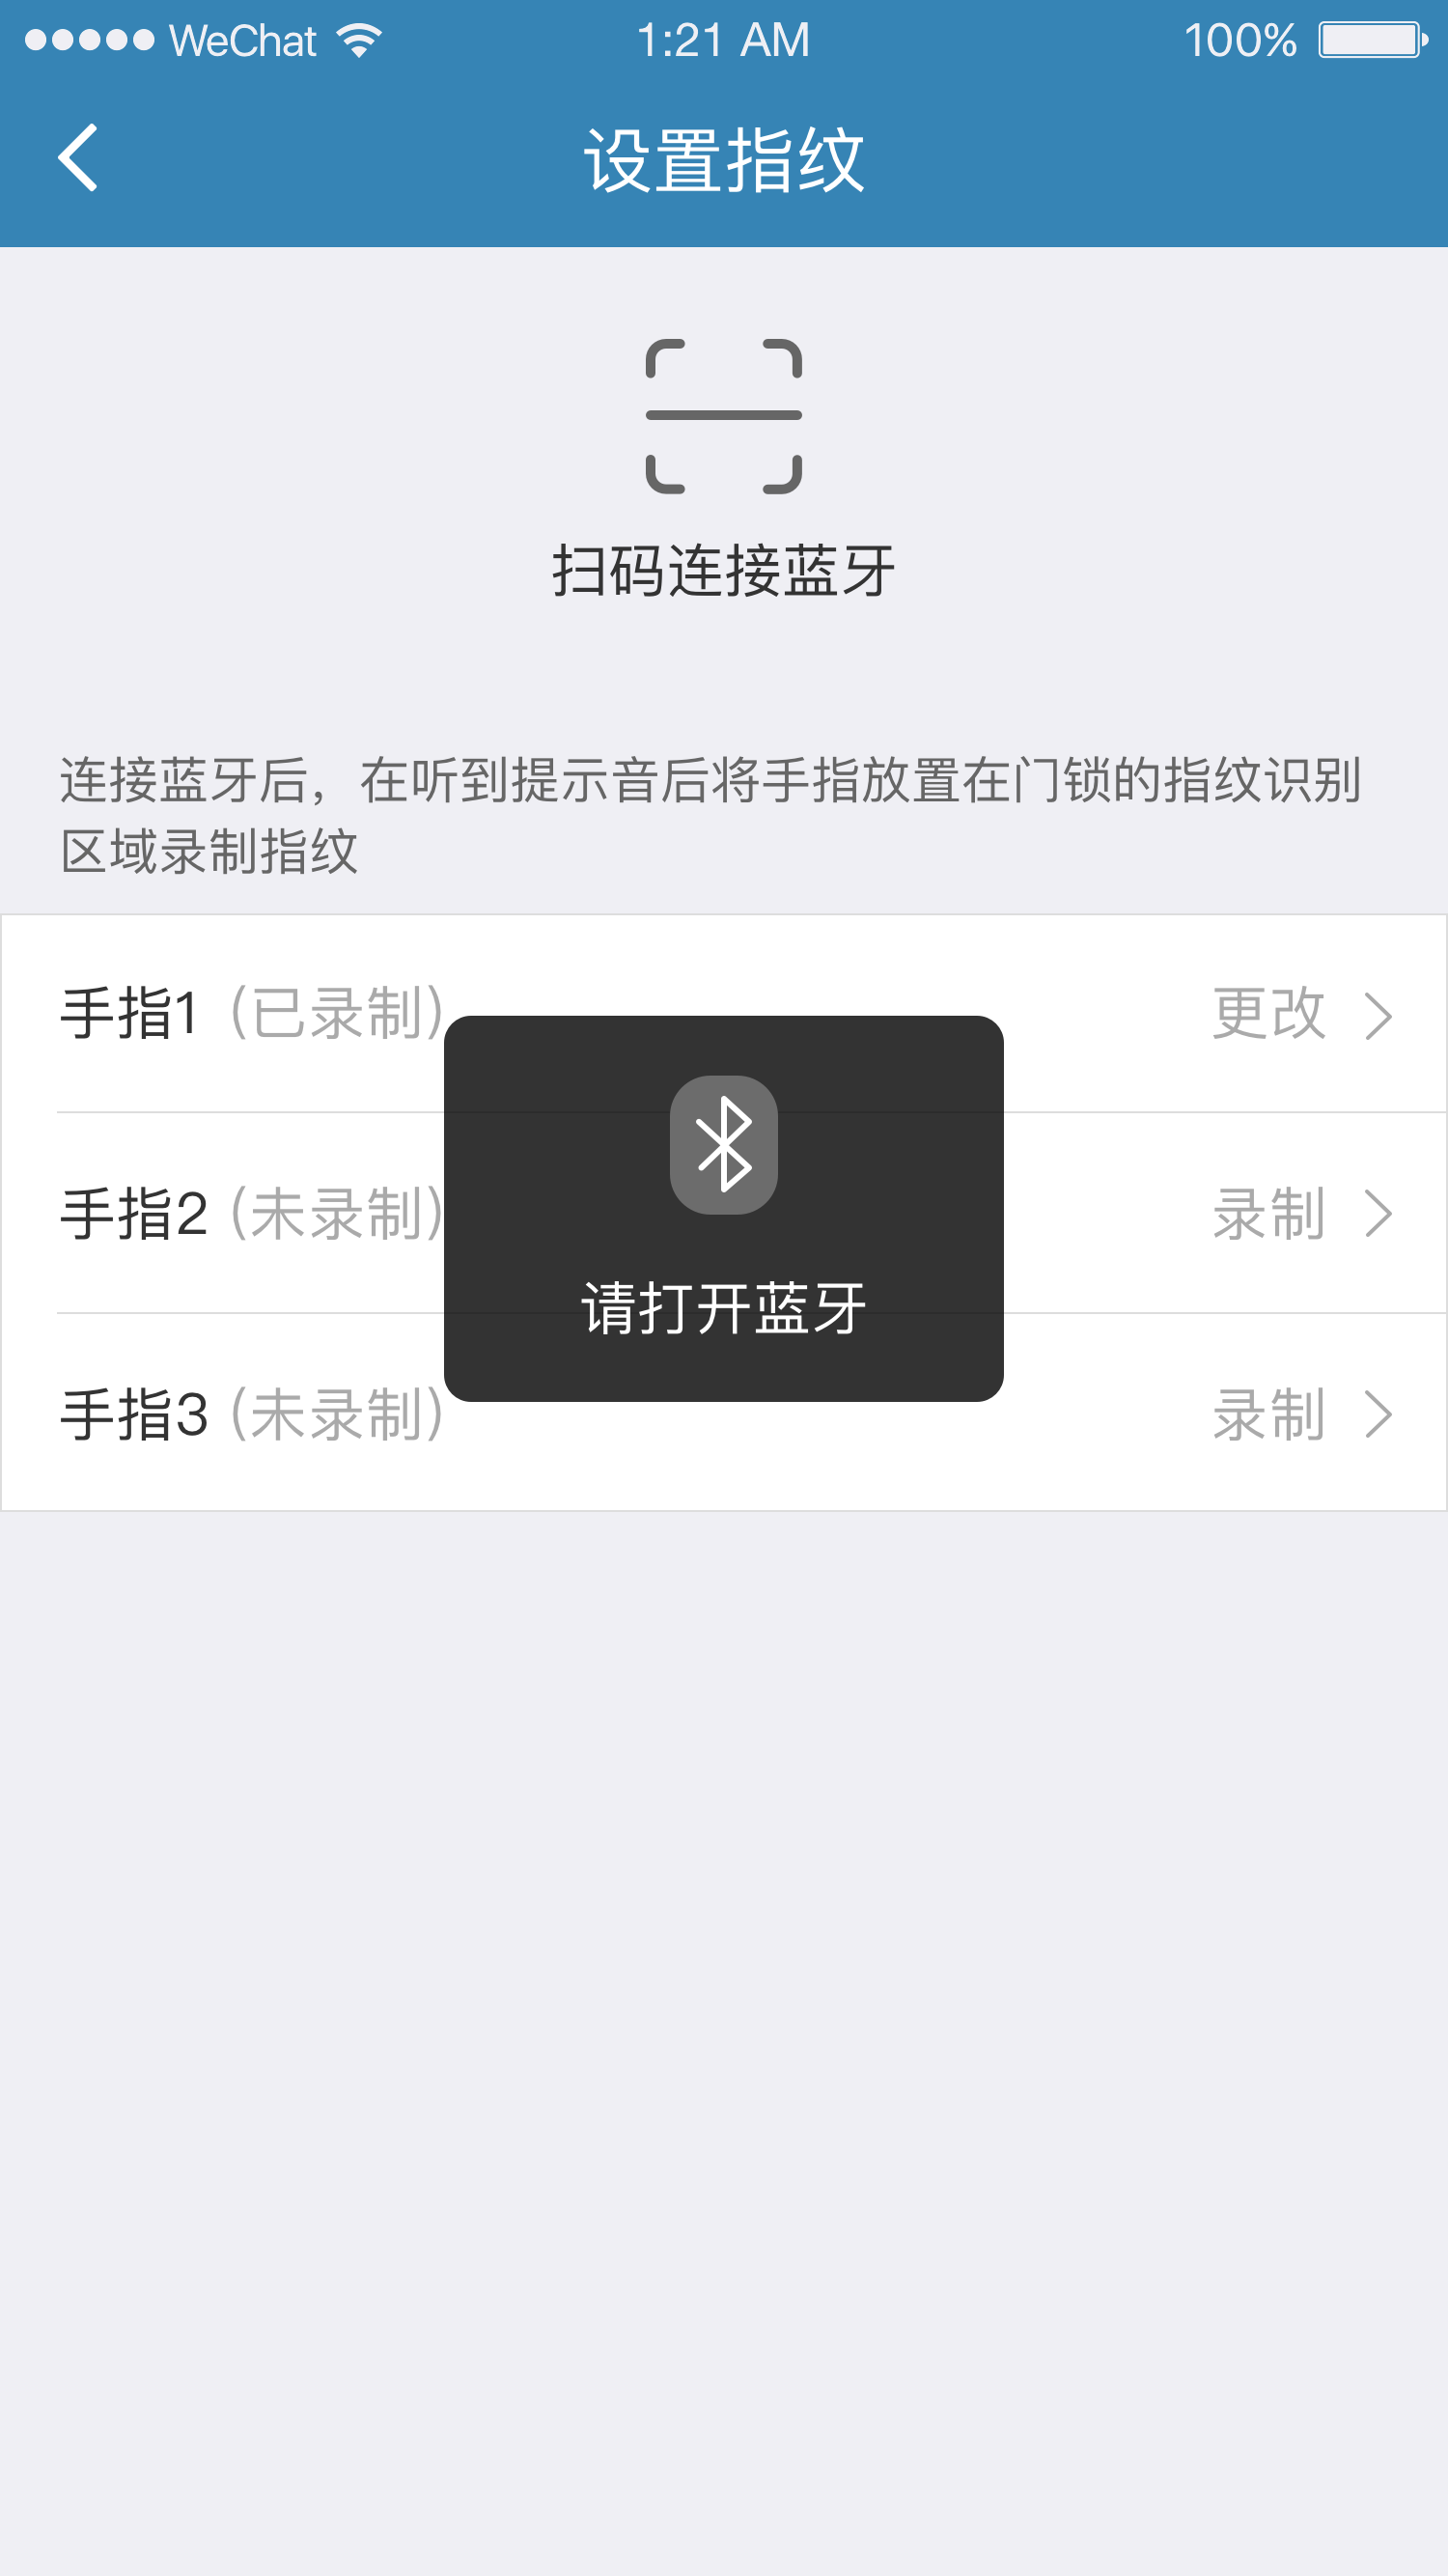 WeChat 1:21 AM 100%
设置指纹
扫码连接蓝牙
连接蓝牙后，在听到提示音后将手指放置在门锁的指纹识别
区域录制指纹
手指1 (已录制) 更改
手指2 (未录制) 录制
请打开蓝牙
手指3 (未录制) 录制